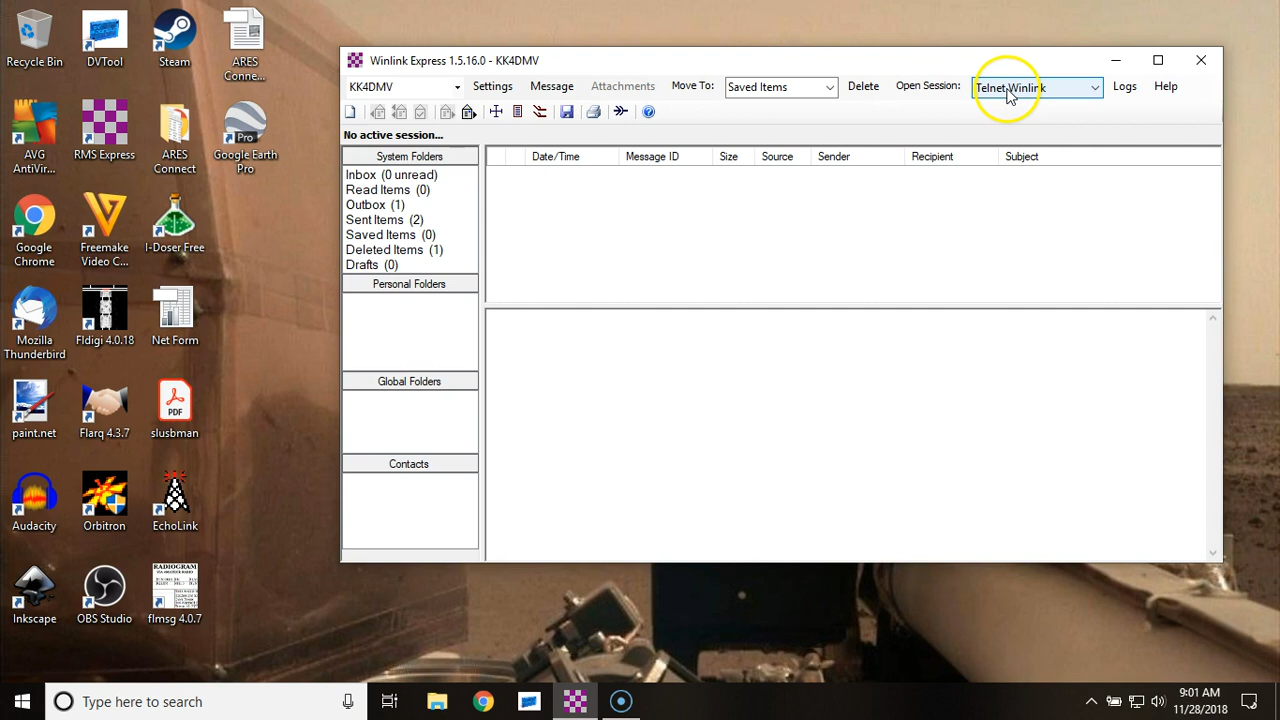 Recycle Bin
DVTool
Steam
ARES
Conne...
AVG
AntiVir...
RMS Express
ARES
Connect
Pro
Google Earth
Pro
Google
Chrome
Freemake
Video C...
I-Doser Free
Mozilla
Thunderbird
Fldigi 4.0.18
Net Form
paint.net
Flarq 4.3.7
PDF
slusbman
Audacity
Orbitron
EchoLink
Inkscape
OBS Studio
RADIOGRAM
VIA AMATEUR RADIO
flmsg 4.0.7
Winlink Express 1.5.16.0 - KK4DMV
KK4DMV Settings Message Attachments Move To: Saved Items Delete Open Session: Telnet Winlink Logs Help
No active session...
System Folders
Inbox (0 unread)
Read Items (0)
Outbox (1)
Sent Items (2)
Saved Items (0)
Deleted Items (1)
Drafts (0)
Personal Folders
Global Folders
Contacts
Date/Time Message ID Size Source Sender Recipient Subject
Type here to search
9:01 AM
11/28/2018